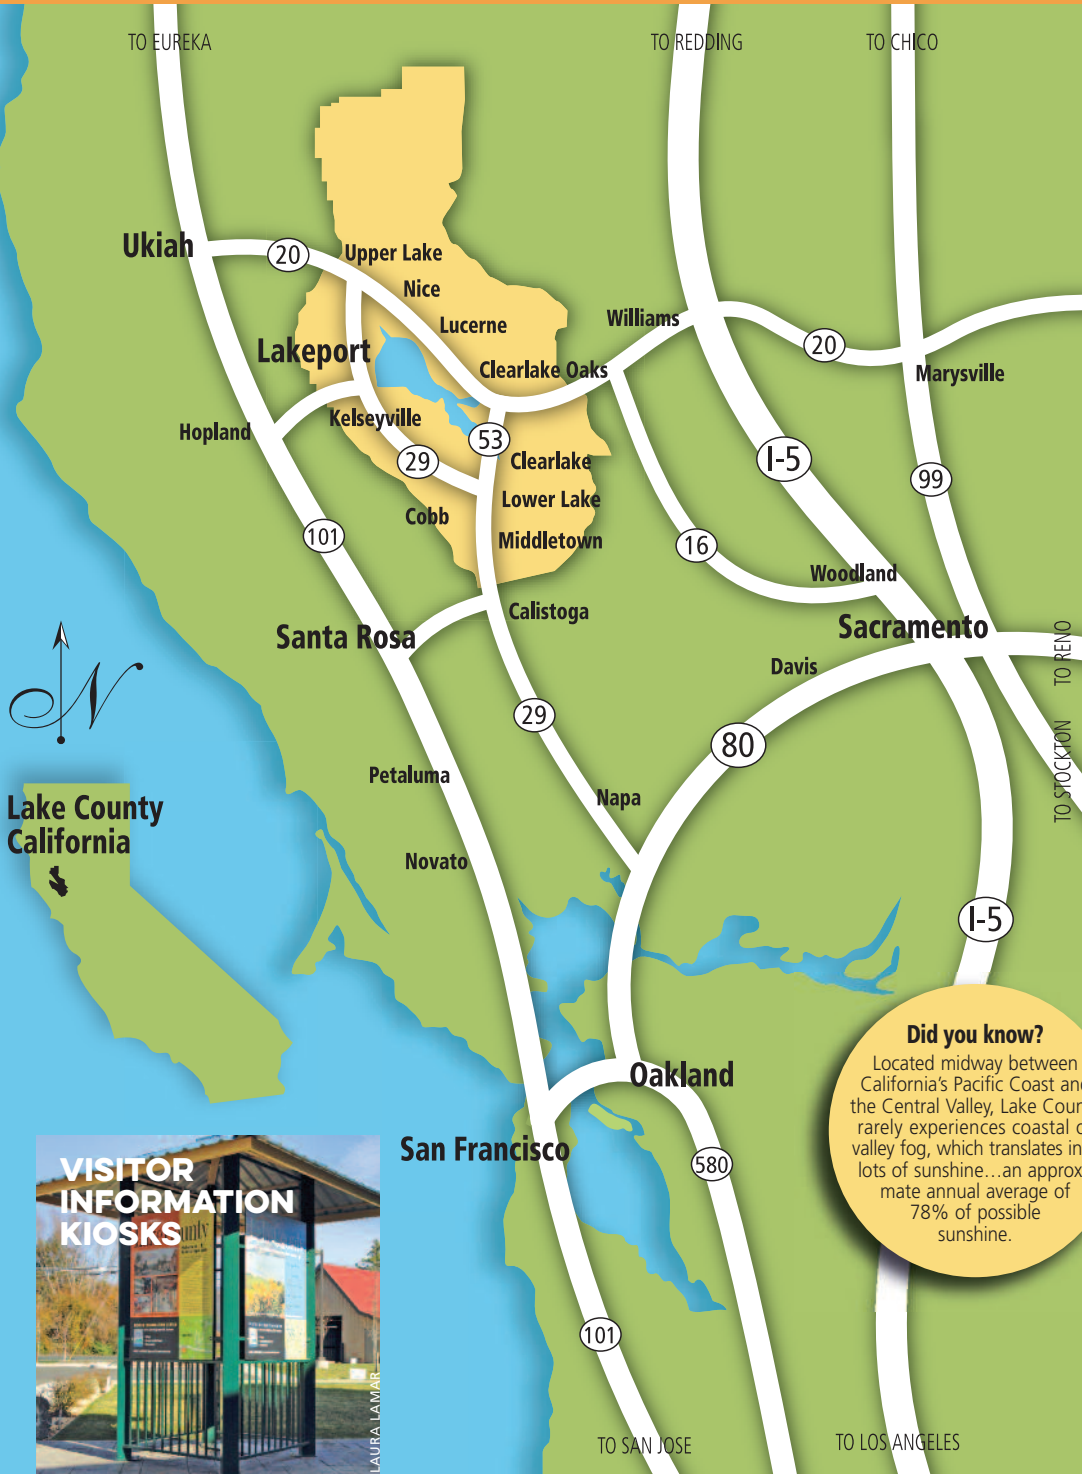 TO EUREKA
TO REDDING
TO CHICO
Ukiah
20
Upper Lake
Nice
Lucerne
Williams
20
Lakeport
Clearlake Oaks
Marysville
Kelseyville
Hopland
53
29
Clearlake
I-5
99
Lower Lake
Cobb
101
Middletown
16
Woodland
Calistoga
Santa Rosa
Sacramento
TO RENO
Davis
N
29
80
TO STOCKTON
Petaluma
Napa
Lake County
California
Novato
I-5
Did you know?
Located midway between
California's Pacific Coast and
the Central Valley, Lake Coun
rarely experiences coastal o
valley fog, which translates in
lots of sunshine...an approx
mate annual average of
78% of possible
sunshine.
Oakland
San Francisco
580
VISITOR
INFORMATION
KIOSKS
unty
LAURA LAMAR
101
TO SAN JOSE
TO LOS ANGELES